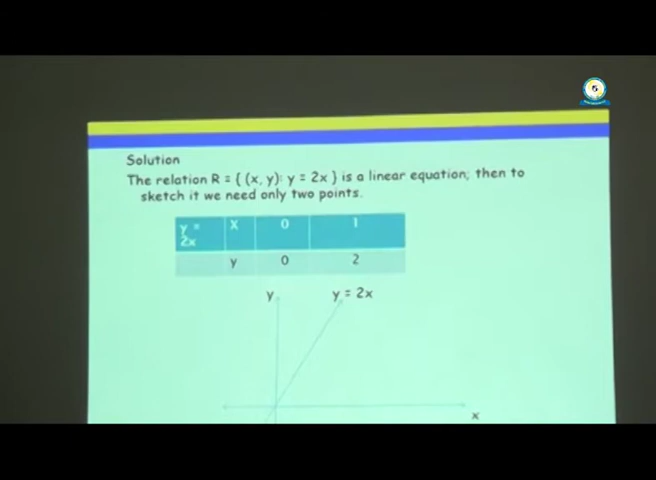 Solution
The relation R = { (x, y): y = 2x } is a linear equation; then to
sketch it we need only two points.
y = 2x X 0 1
y 0 2
y y = 2x
x